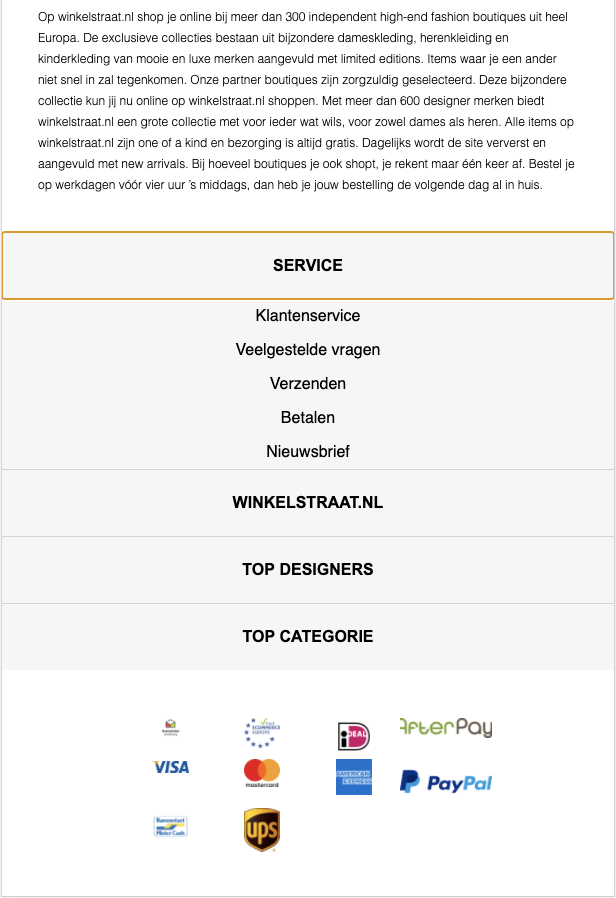 Op winkelstraat.nl shop je online bij meer dan 300 independent high-end fashion boutiques uit heel
Europa. De exclusieve collecties bestaan uit bijzondere dameskleding, herenkleding en
kinderkleding van mooie en luxe merken aangevuld met limited editions. Items waar je een ander
niet snel in zal tegenkomen. Onze partner boutiques zijn zorgzuldig geselecteerd. Deze bijzondere
collectie kun jij nu online op winkelstraat.nl shoppen. Met meer dan 600 designer merken biedt
winkelstraat.nl een grote collectie met voor ieder wat wils, voor zowel dames als heren. Alle items op
winkelstraat.nl zijn one of a kind en bezorging is altijd gratis. Dagelijks wordt de site ververst en
aangevuld met new arrivals. Bij hoeveel boutiques je ook shopt, je rekent maar één keer af. Bestel je
op werkdagen vóór vier uur 's middags, dan heb je jouw bestelling de volgende dag al in huis.
SERVICE
Klantenservice
Veelgestelde vragen
Verzenden
Betalen
Nieuwsbrief
WINKELSTRAAT.NL
TOP DESIGNERS
TOP CATEGORIE
ECOMMERCE
EUROPE
iDEAL
AfterPay
VISA
mastercard
AMERICAN
EXPRESS
PayPal
Bancontact
Mister Cash
ups